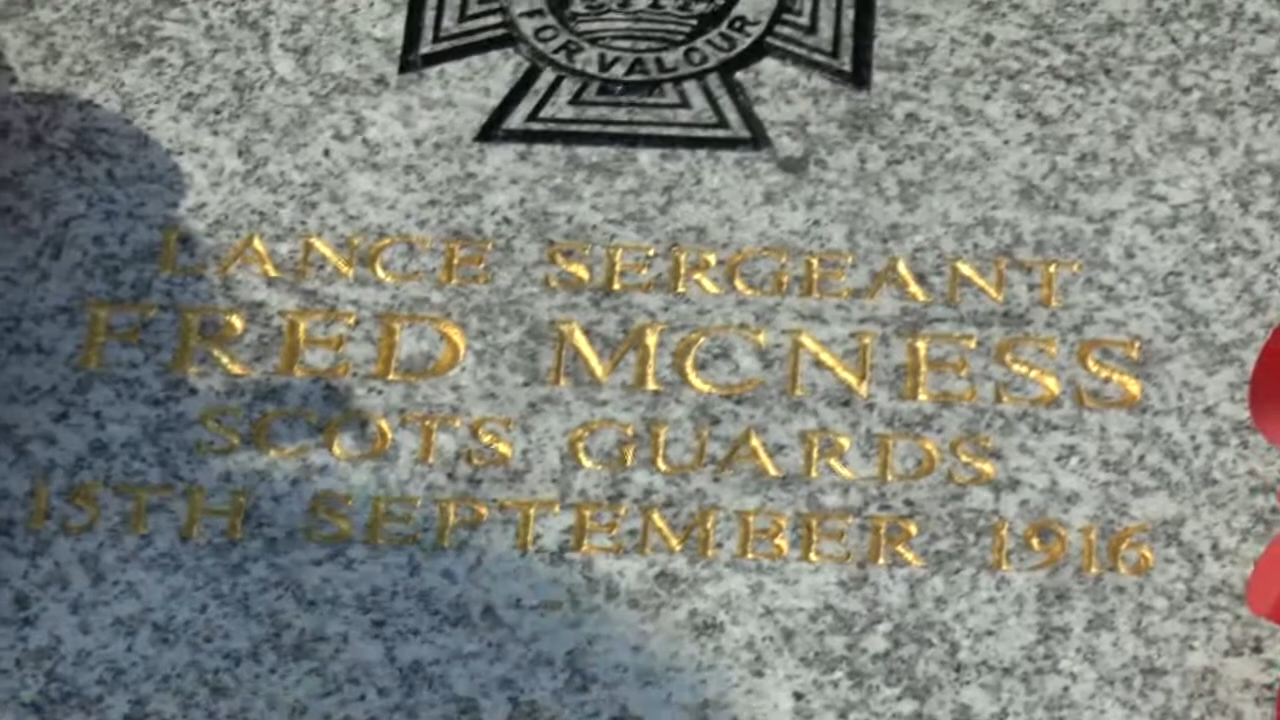 FOR VALOUR
LANCE SERGEANT
FRED MCNESS
SCOTS GUARDS
15TH SEPTEMBER 1916